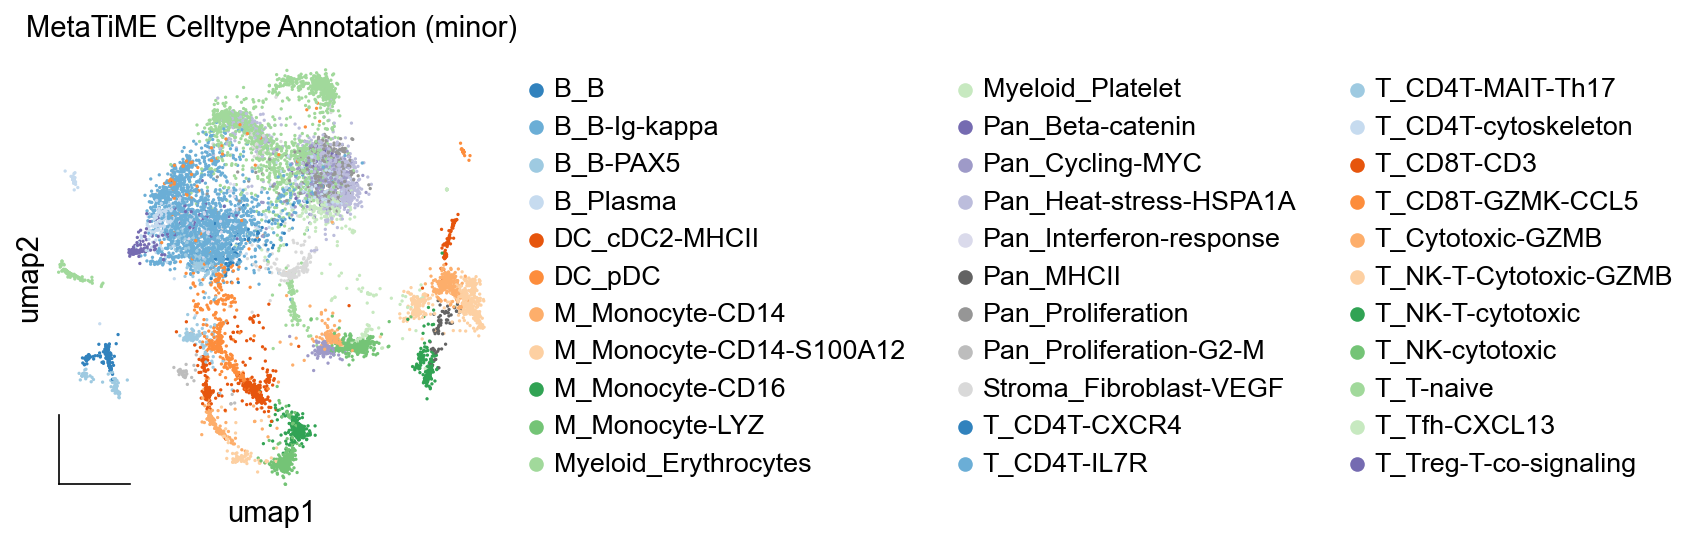 MetaTiME Celltype Annotation (minor)
umap2
umap1
B_B
B_B-Ig-kappa
B_B-PAX5
B_Plasma
DC_cDC2-MHCII
DC_pDC
M_Monocyte-CD14
M_Monocyte-CD14-S100A12
M_Monocyte-CD16
M_Monocyte-LYZ
Myeloid_Erythrocytes
Myeloid_Platelet
Pan_Beta-catenin
Pan_Cycling-MYC
Pan_Heat-stress-HSPA1A
Pan_Interferon-response
Pan_MHCII
Pan_Proliferation
Pan_Proliferation-G2-M
Stroma_Fibroblast-VEGF
T_CD4T-CXCR4
T_CD4T-IL7R
T_CD4T-MAIT-Th17
T_CD4T-cytoskeleton
T_CD8T-CD3
T_CD8T-GZMK-CCL5
T_Cytotoxic-GZMB
T_NK-T-Cytotoxic-GZMB
T_NK-T-cytotoxic
T_NK-cytotoxic
T_T-naive
T_Tfh-CXCL13
T_Treg-T-co-signaling